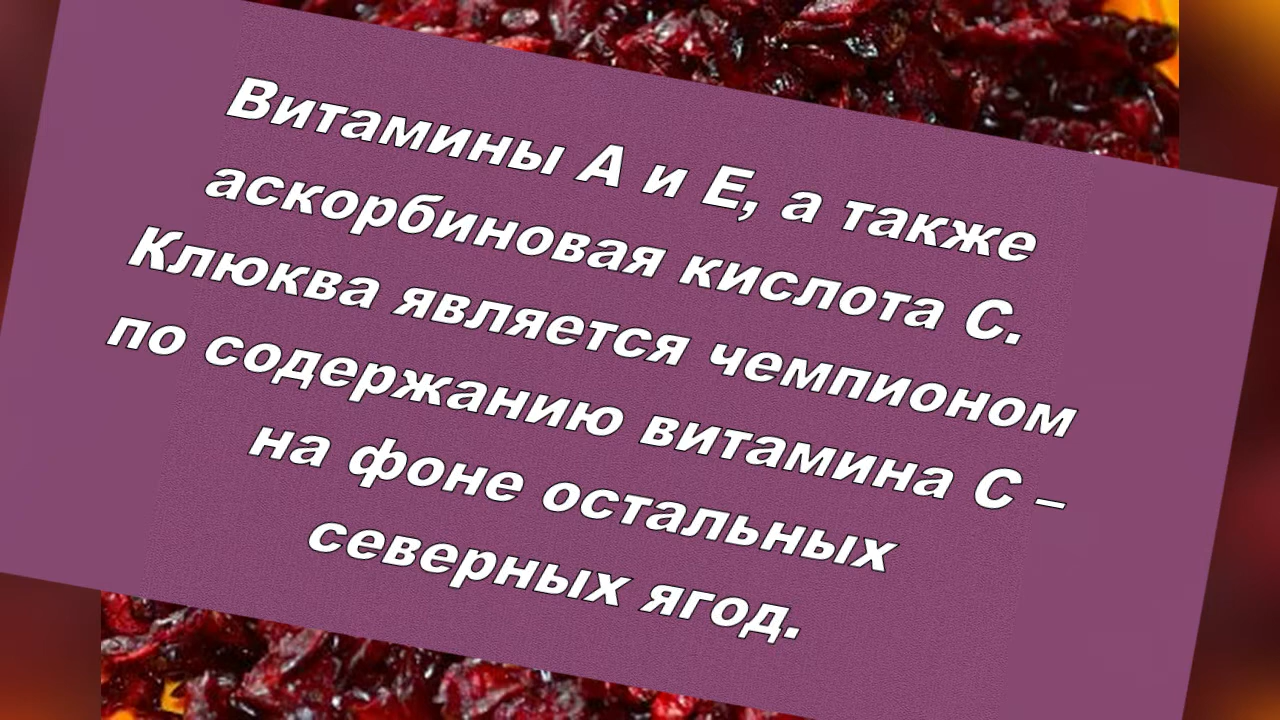 Витамины А и Е, а также
аскорбиновая кислота С.
Клюква является чемпионом
по содержанию витамина С –
на фоне остальных
северных ягод.